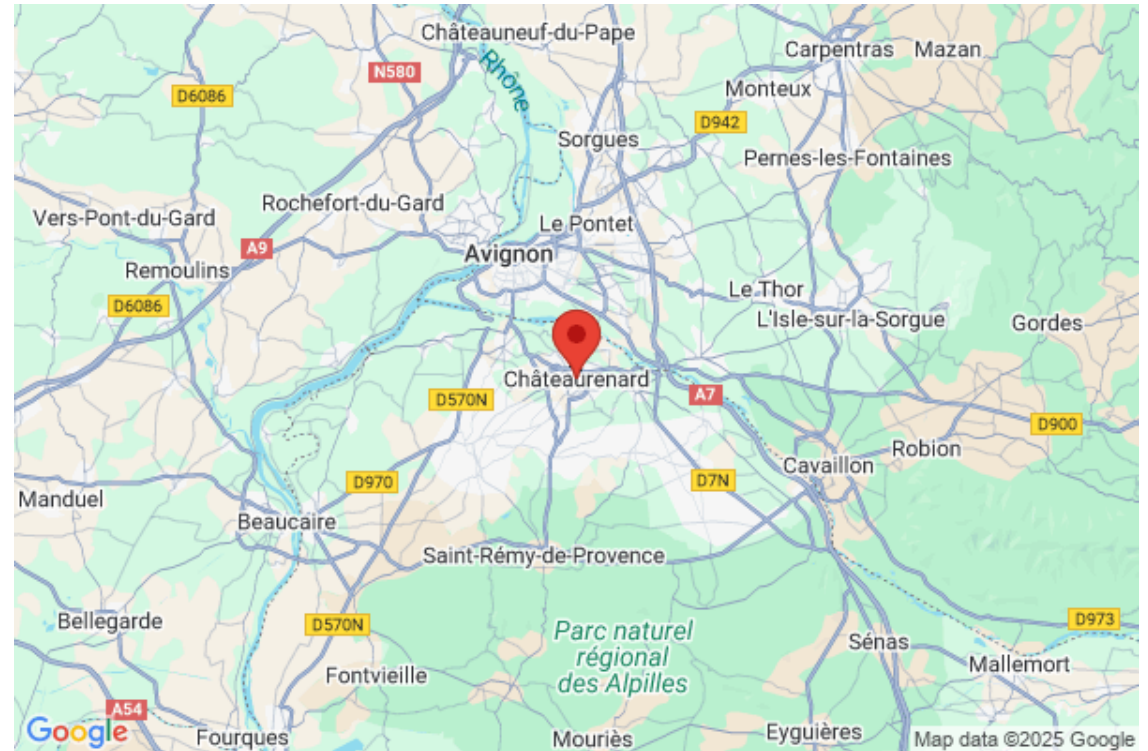 Châteauneuf-du-Pape
Carpentras
Mazan
N580
Rhône
Monteux
D6086
D942
Sorgues
Pernes-les-Fontaines
Rochefort-du-Gard
Vers-Pont-du-Gard
Le Pontet
A9
Avignon
Remoulins
Le Thor
D6086
L'Isle-sur-la-Sorgue
Gordes
Châteaurenard
A7
D570N
D900
Robion
Cavaillon
D970
D7N
Manduel
Beaucaire
Saint-Rémy-de-Provence
Bellegarde
D570N
Parc naturel
régional
des Alpilles
D973
Sénas
Mallemort
Fontvieille
A54
Google
Fourques
Mouriès
Eyguières
Map data ©2025 Google